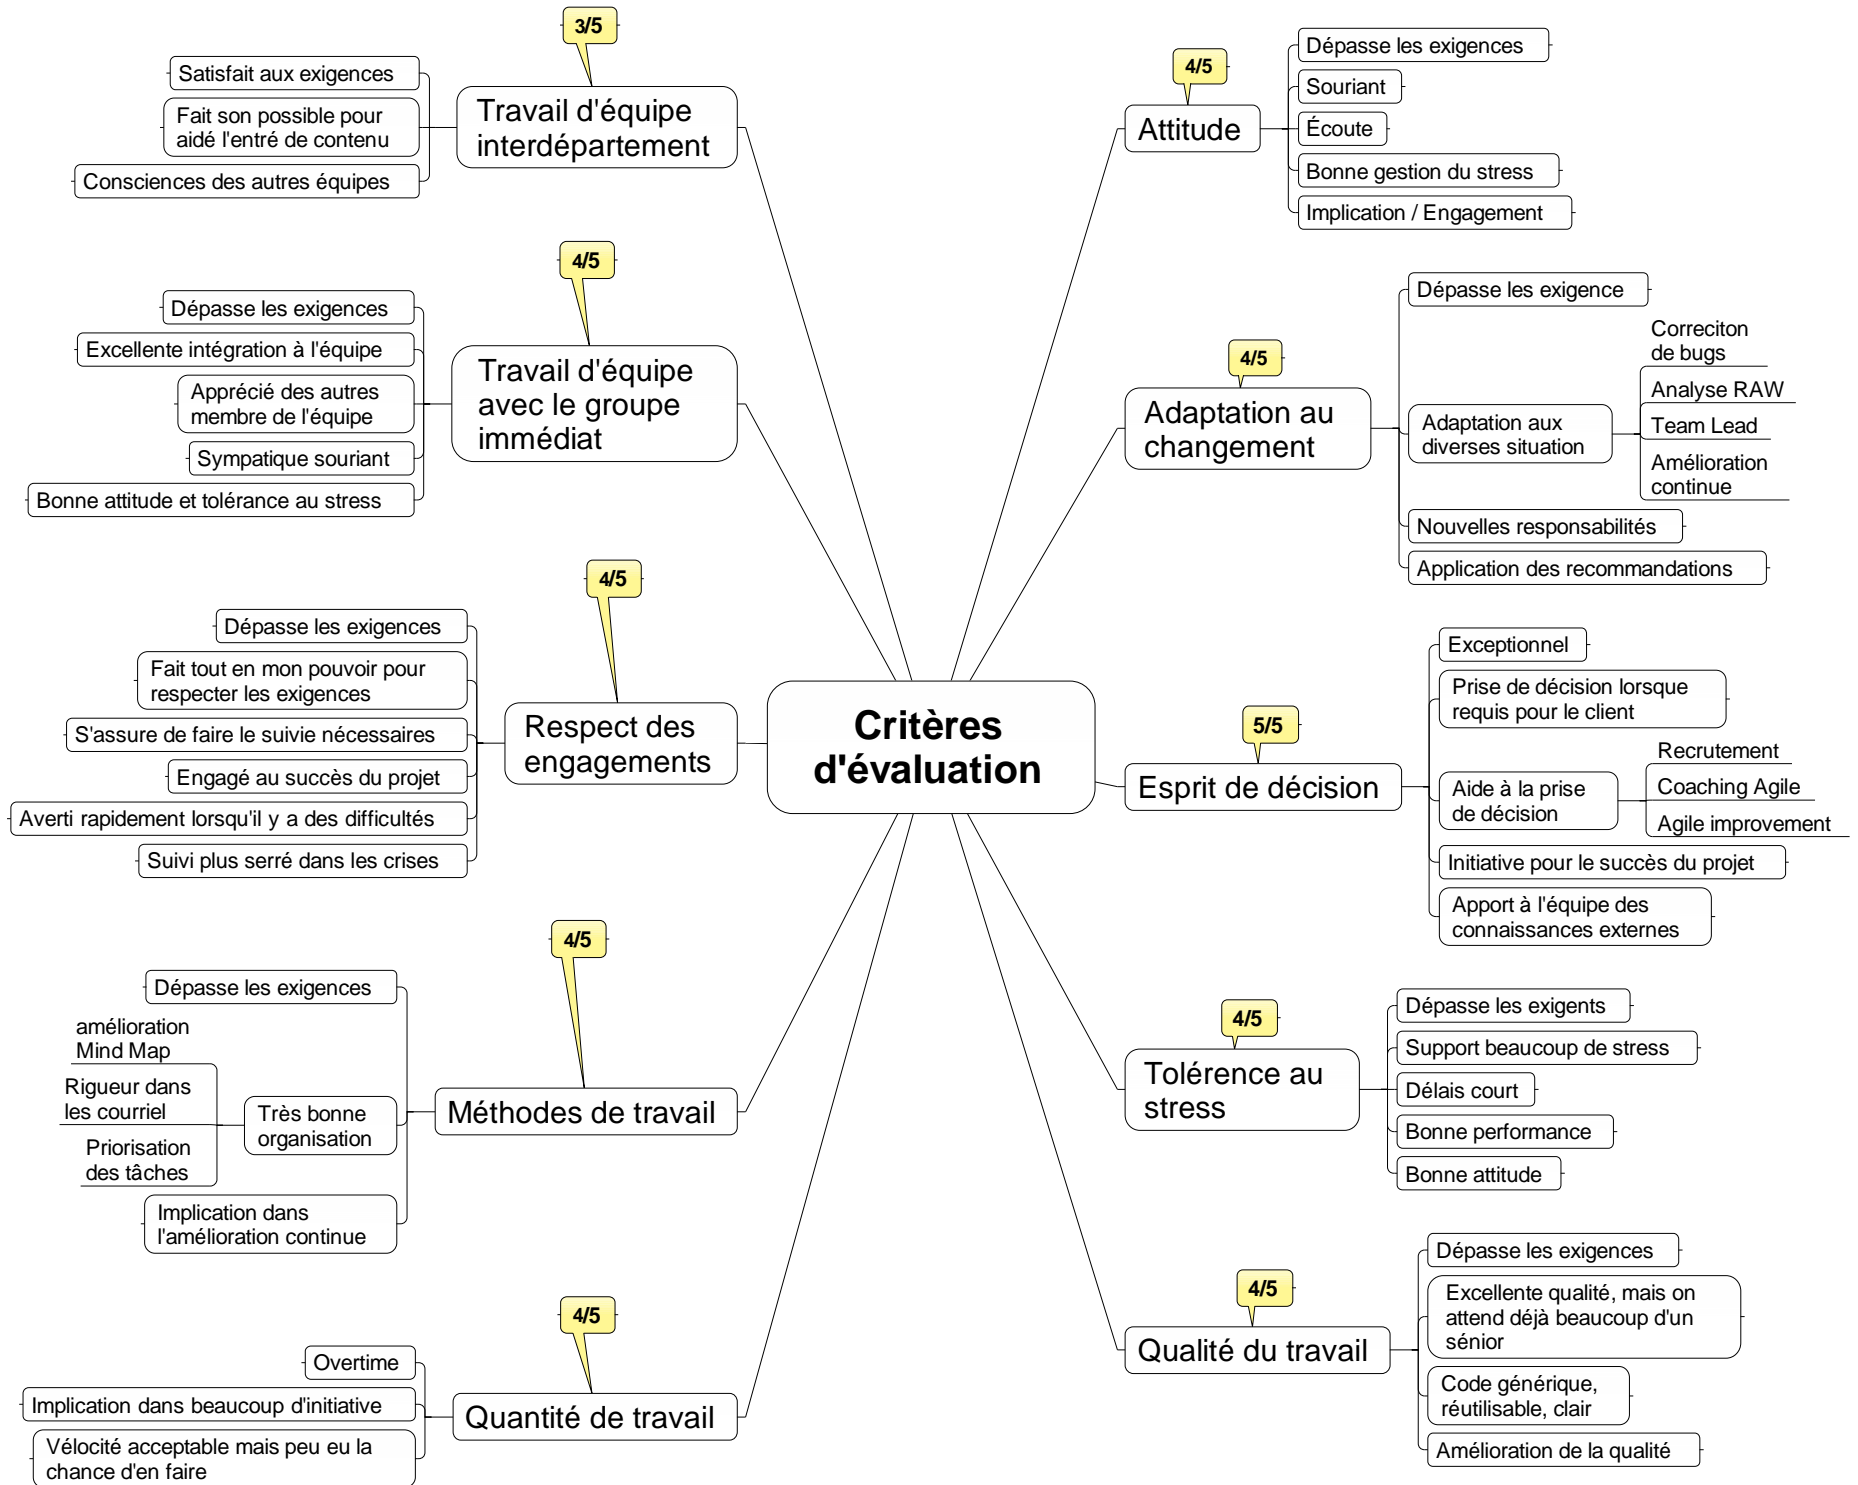 Critères
d'évaluation
4/5
Attitude
Dépasse les exigences
Souriant
Écoute
Bonne gestion du stress
Implication / Engagement
4/5
Adaptation au
changement
Dépasse les exigence
Adaptation aux
diverses situation
Correciton
de bugs
Analyse RAW
Team Lead
Amélioration
continue
Nouvelles responsabilités
Application des recommandations
5/5
Esprit de décision
Exceptionnel
Prise de décision lorsque
requis pour le client
Aide à la prise
de décision
Recrutement
Coaching Agile
Agile improvement
Initiative pour le succès du projet
Apport à l'équipe des
connaissances externes
4/5
Tolérence au
stress
Dépasse les exigents
Support beaucoup de stress
Délais court
Bonne performance
Bonne attitude
4/5
Qualité du travail
Dépasse les exigences
Excellente qualité, mais on
attend déjà beaucoup d'un
sénior
Code générique,
réutilisable, clair
Amélioration de la qualité
3/5
Travail d'équipe
interdépartement
Satisfait aux exigences
Fait son possible pour
aidé l'entré de contenu
Consciences des autres équipes
4/5
Travail d'équipe
avec le groupe
immédiat
Dépasse les exigences
Excellente intégration à l'équipe
Apprécié des autres
membre de l'équipe
Sympatique souriant
Bonne attitude et tolérance au stress
4/5
Respect des
engagements
Dépasse les exigences
Fait tout en mon pouvoir pour
respecter les exigences
S'assure de faire le suivie nécessaires
Engagé au succès du projet
Averti rapidement lorsqu'il y a des difficultés
Suivi plus serré dans les crises
4/5
Méthodes de travail
Dépasse les exigences
Très bonne
organisation
amélioration
Mind Map
Rigueur dans
les courriel
Priorisation
des tâches
Implication dans
l'amélioration continue
4/5
Quantité de travail
Overtime
Implication dans beaucoup d'initiative
Vélocité acceptable mais peu eu la
chance d'en faire